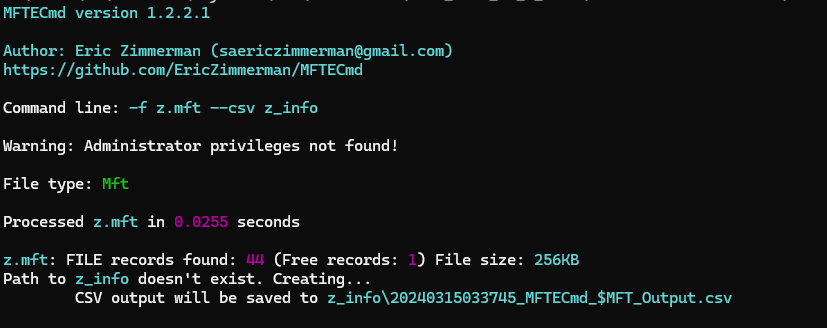 MFTECmd version 1.2.2.1
Author: Eric Zimmerman (saericzimmerman@gmail.com)
https://github.com/EricZimmerman/MFTECmd
Command line: -f z.mft --csv z_info
Warning: Administrator privileges not found!
File type: Mft
Processed z.mft in 0.0255 seconds
z.mft: FILE records found: 44 (Free records: 1) File size: 256KB
Path to z_info doesn't exist. Creating...
CSV output will be saved to z_info\20240315033745_MFTECmd_$MFT_Output.csv